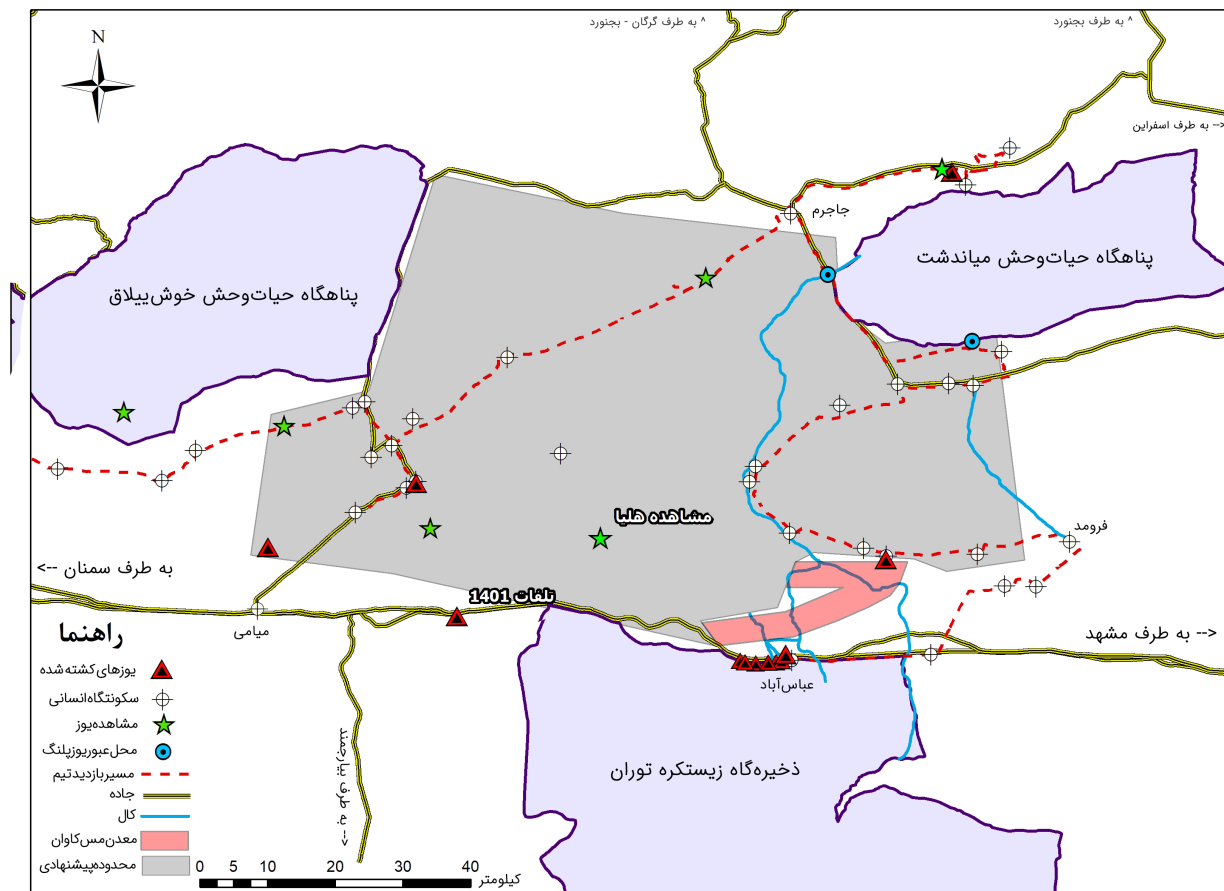 ^ به طرف گرگان - بجنورد
^ به طرف بجنورد
N
--> به طرف اسفراین
جاجرم
پناهگاه حیات‌وحش میاندشت
پناهگاه حیات‌وحش خوش‌ییلاق
مشاهده هلیا
فرومد
به طرف سمنان --&gt;
تلفات 1401
میامی
به طرف مشهد --&gt;
عباس‌آباد
ذخیره‌گاه زیستکره توران
به طرف بیارجمند --&gt;
راهنما
یوزهای‌کشته‌شده
سکونتگاه‌انسانی
مشاهده‌یوز
محل‌عبوریوزپلنگ
مسیربازدیدتیم
جاده
کال
معدن‌مس‌کاوان
محدوده‌پیشنهادی
0 5 10 20 30 40
کیلومتر